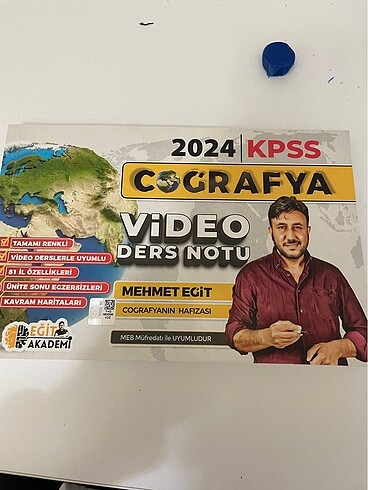 2024 KPSS
COĞRAFYA
VİDEO
DERS NOTU
TAMAMI RENKLİ
VİDEO DERSLERLE UYUMLU
81 İL ÖZELLİKLERİ
ÜNİTE SONU EGZERSİZLERİ
KAVRAM HARİTALARI
MEHMET EĞİT
COĞRAFYANIN HAFIZASI
EĞİT
AKADEMİ
MEB Müfredatı ile UYUMLUDUR